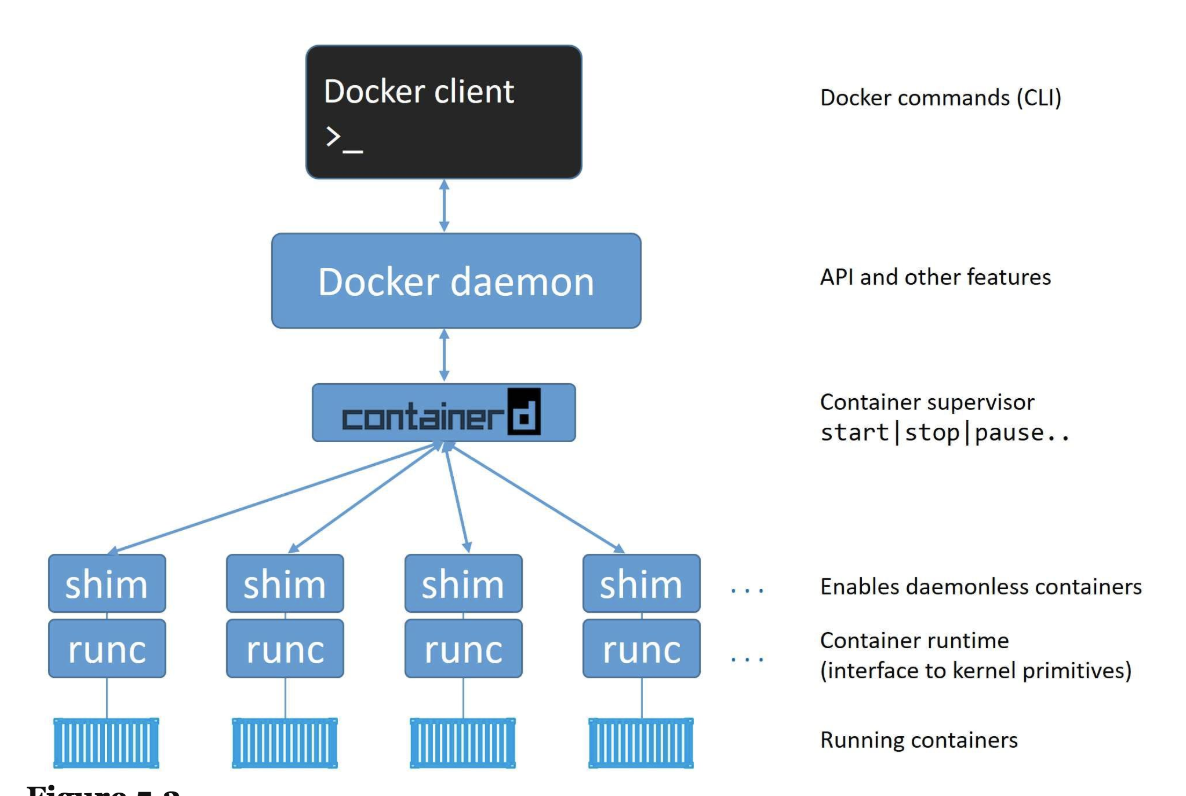 Docker client
>_
Docker commands (CLI)
Docker daemon
API and other features
containerd
Container supervisor
start|stop|pause..
shim shim shim shim ...
Enables daemonless containers
runc runc runc runc ...
Container runtime
(interface to kernel primitives)
Running containers